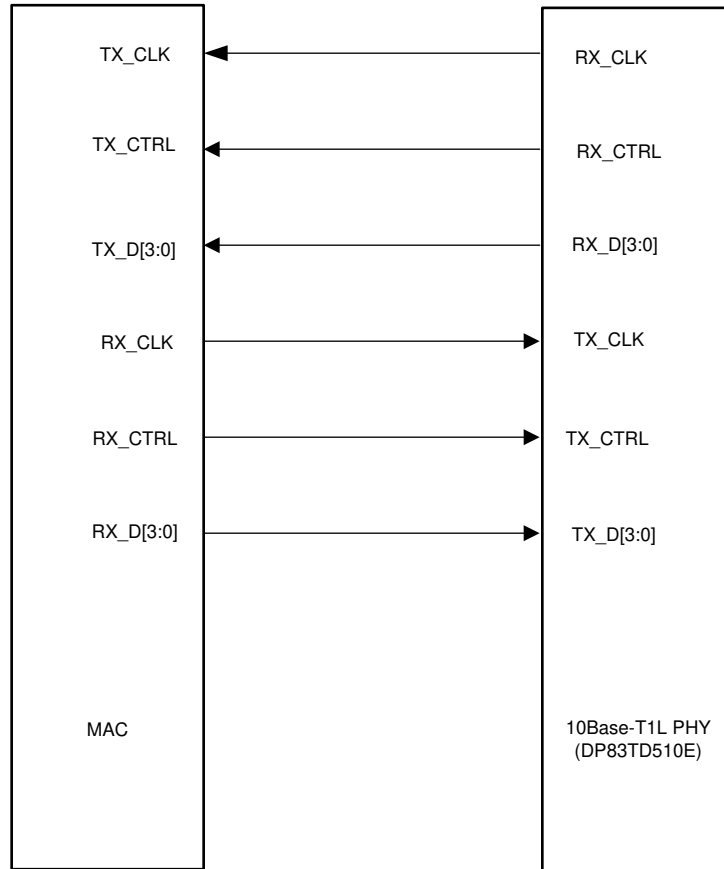 TX_CLK
RX_CLK
TX_CTRL
RX_CTRL
TX_D[3:0]
RX_D[3:0]
RX_CLK
TX_CLK
RX_CTRL
TX_CTRL
RX_D[3:0]
TX_D[3:0]
MAC
10Base-T1L PHY
(DP83TD510E)